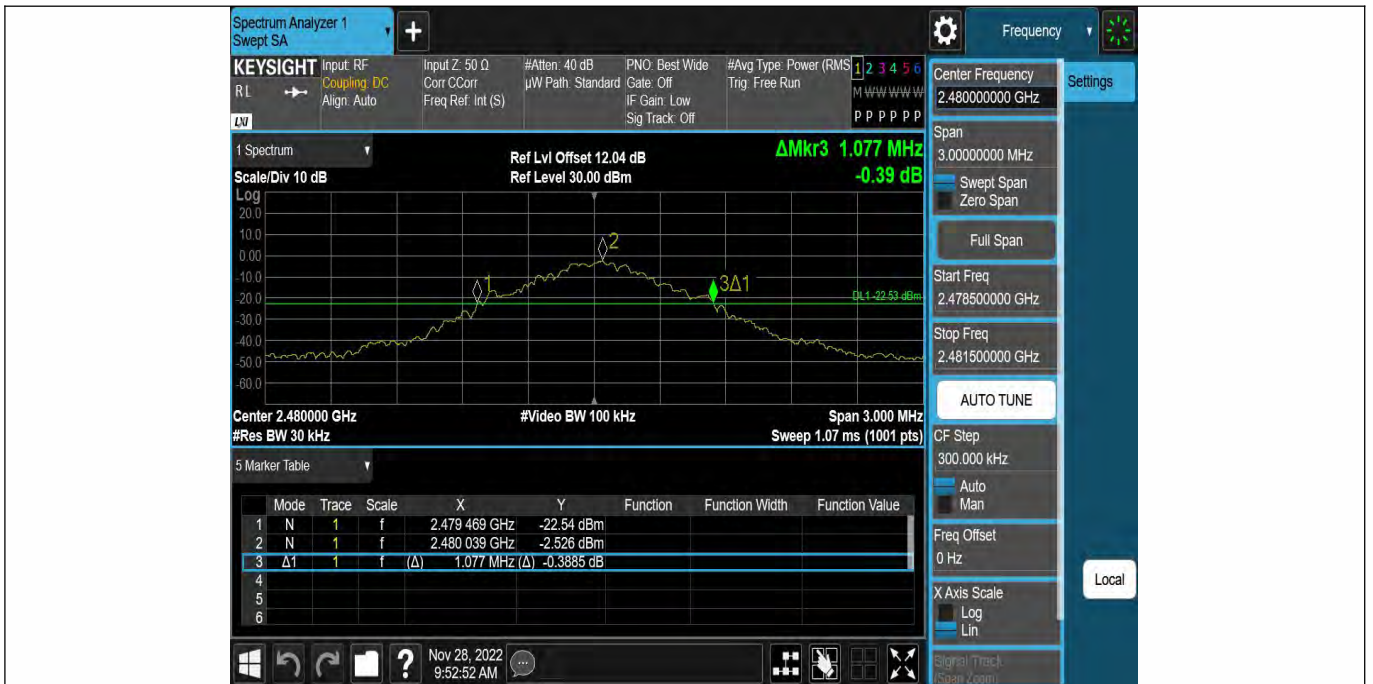 Spectrum Analyzer 1
Swept SA
+
Frequency
KEYSIGHT
RL
LXI
Input: RF
Coupling: DC
Align: Auto
Input Z: 50 Ω
Corr CCorr
Freq Ref: Int (S)
#Atten: 40 dB
µW Path: Standard
PNO: Best Wide
Gate: Off
IF Gain: Low
Sig Track: Off
#Avg Type: Power (RMS
Trig: Free Run
1 2 3 4 5 6
M W W W W W
P P P P P P
1 Spectrum
Scale/Div 10 dB
Ref Lvl Offset 12.04 dB
Ref Level 30.00 dBm
ΔMkr3 1.077 MHz
-0.39 dB
Log
20.0
10.0
0.00
-10.0
-20.0
-30.0
-40.0
-50.0
-60.0
1
2
3Δ1
DL1 -22.53 dBm
Center 2.480000 GHz
#Video BW 100 kHz
Span 3.000 MHz
#Res BW 30 kHz
Sweep 1.07 ms (1001 pts)
5 Marker Table
Mode Trace Scale X Y Function Function Width Function Value
1 N 1 f 2.479 469 GHz -22.54 dBm
2 N 1 f 2.480 039 GHz -2.526 dBm
3 Δ1 1 f (Δ) 1.077 MHz (Δ) -0.3885 dB
4
5
6
?
Nov 28, 2022
9:52:52 AM
Center Frequency
2.480000000 GHz
Span
3.00000000 MHz
Swept Span
Zero Span
Full Span
Start Freq
2.478500000 GHz
Stop Freq
2.481500000 GHz
AUTO TUNE
CF Step
300.000 kHz
Auto
Man
Freq Offset
0 Hz
X Axis Scale
Log
Lin
Signal Track
(Span Zoom)
Settings
Local